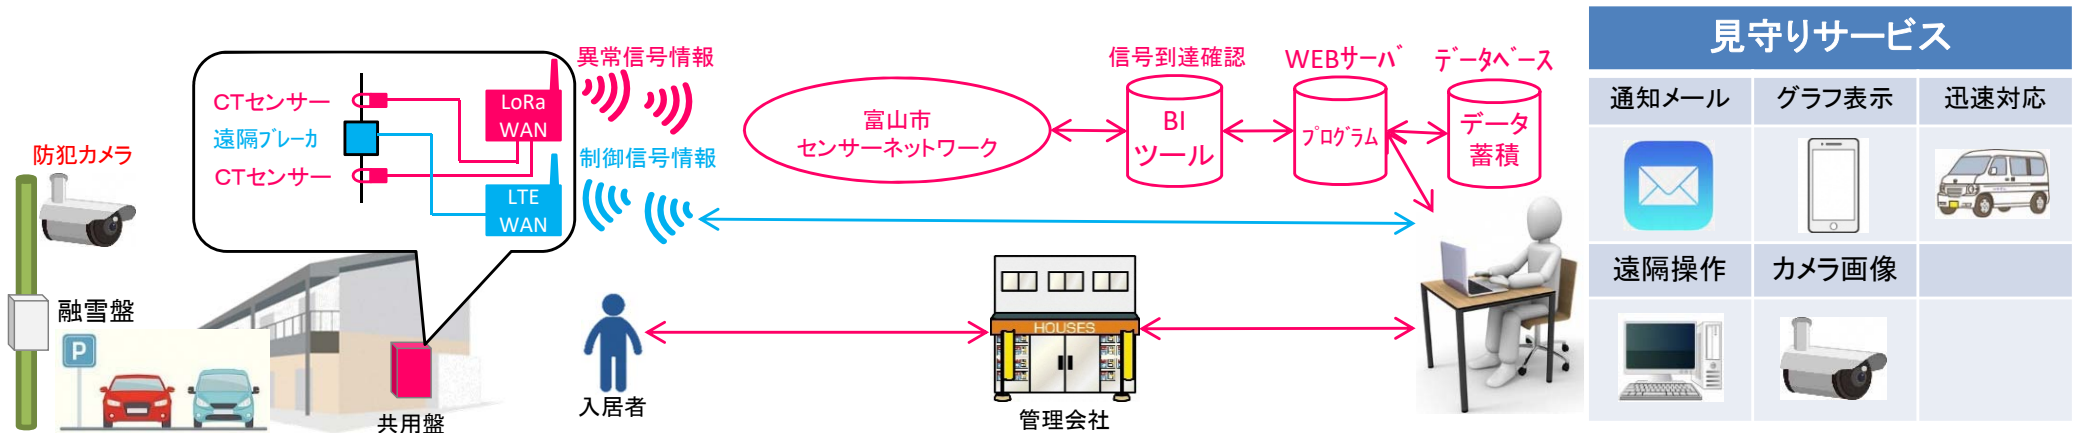 防犯カメラ
融雪盤
P
CTセンサー
遠隔ブレーカ
CTセンサー
LoRa
WAN
LTE
WAN
共用盤
異常信号情報
制御信号情報
富山市
センサーネットワーク
信号到達確認
BI
ツール
WEBサーバ
プログラム
データベース
データ
蓄積
入居者
HOUSES
管理会社
見守りサービス
通知メール
グラフ表示
迅速対応
遠隔操作
カメラ画像